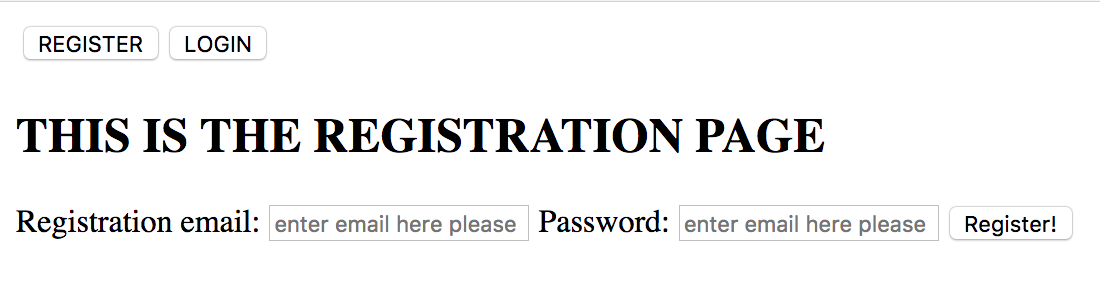 REGISTER LOGIN
THIS IS THE REGISTRATION PAGE
Registration email: enter email here please Password: enter email here please Register!